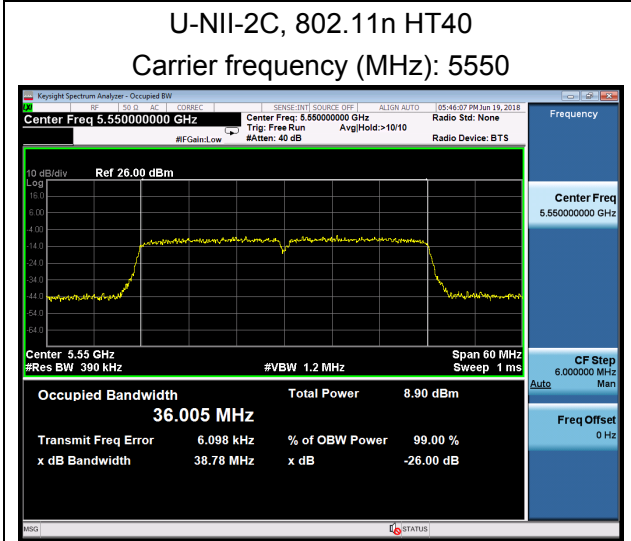 U-NII-2C, 802.11n HT40
Carrier frequency (MHz): 5550
Keysight Spectrum Analyzer - Occupied BW
RF 50 Ω AC CORREC SENSE:INT SOURCE OFF ALIGN AUTO 05:46:07 PM Jun 19, 2018
Center Freq 5.550000000 GHz
Center Freq: 5.550000000 GHz
Radio Std: None
Trig: Free Run Avg|Hold:>10/10
#IFGain:Low #Atten: 40 dB Radio Device: BTS
Frequency
10 dB/div Ref 26.00 dBm
Log
16.0
6.00
-4.00
-14.0
-24.0
-34.0
-44.0
-54.0
-64.0
Center 5.55 GHz Span 60 MHz
#Res BW 390 kHz #VBW 1.2 MHz Sweep 1 ms
Occupied Bandwidth Total Power 8.90 dBm
36.005 MHz
Transmit Freq Error 6.098 kHz % of OBW Power 99.00 %
x dB Bandwidth 38.78 MHz x dB -26.00 dB
Center Freq
5.550000000 GHz
CF Step
6.000000 MHz
Auto Man
Freq Offset
0 Hz
MSG STATUS